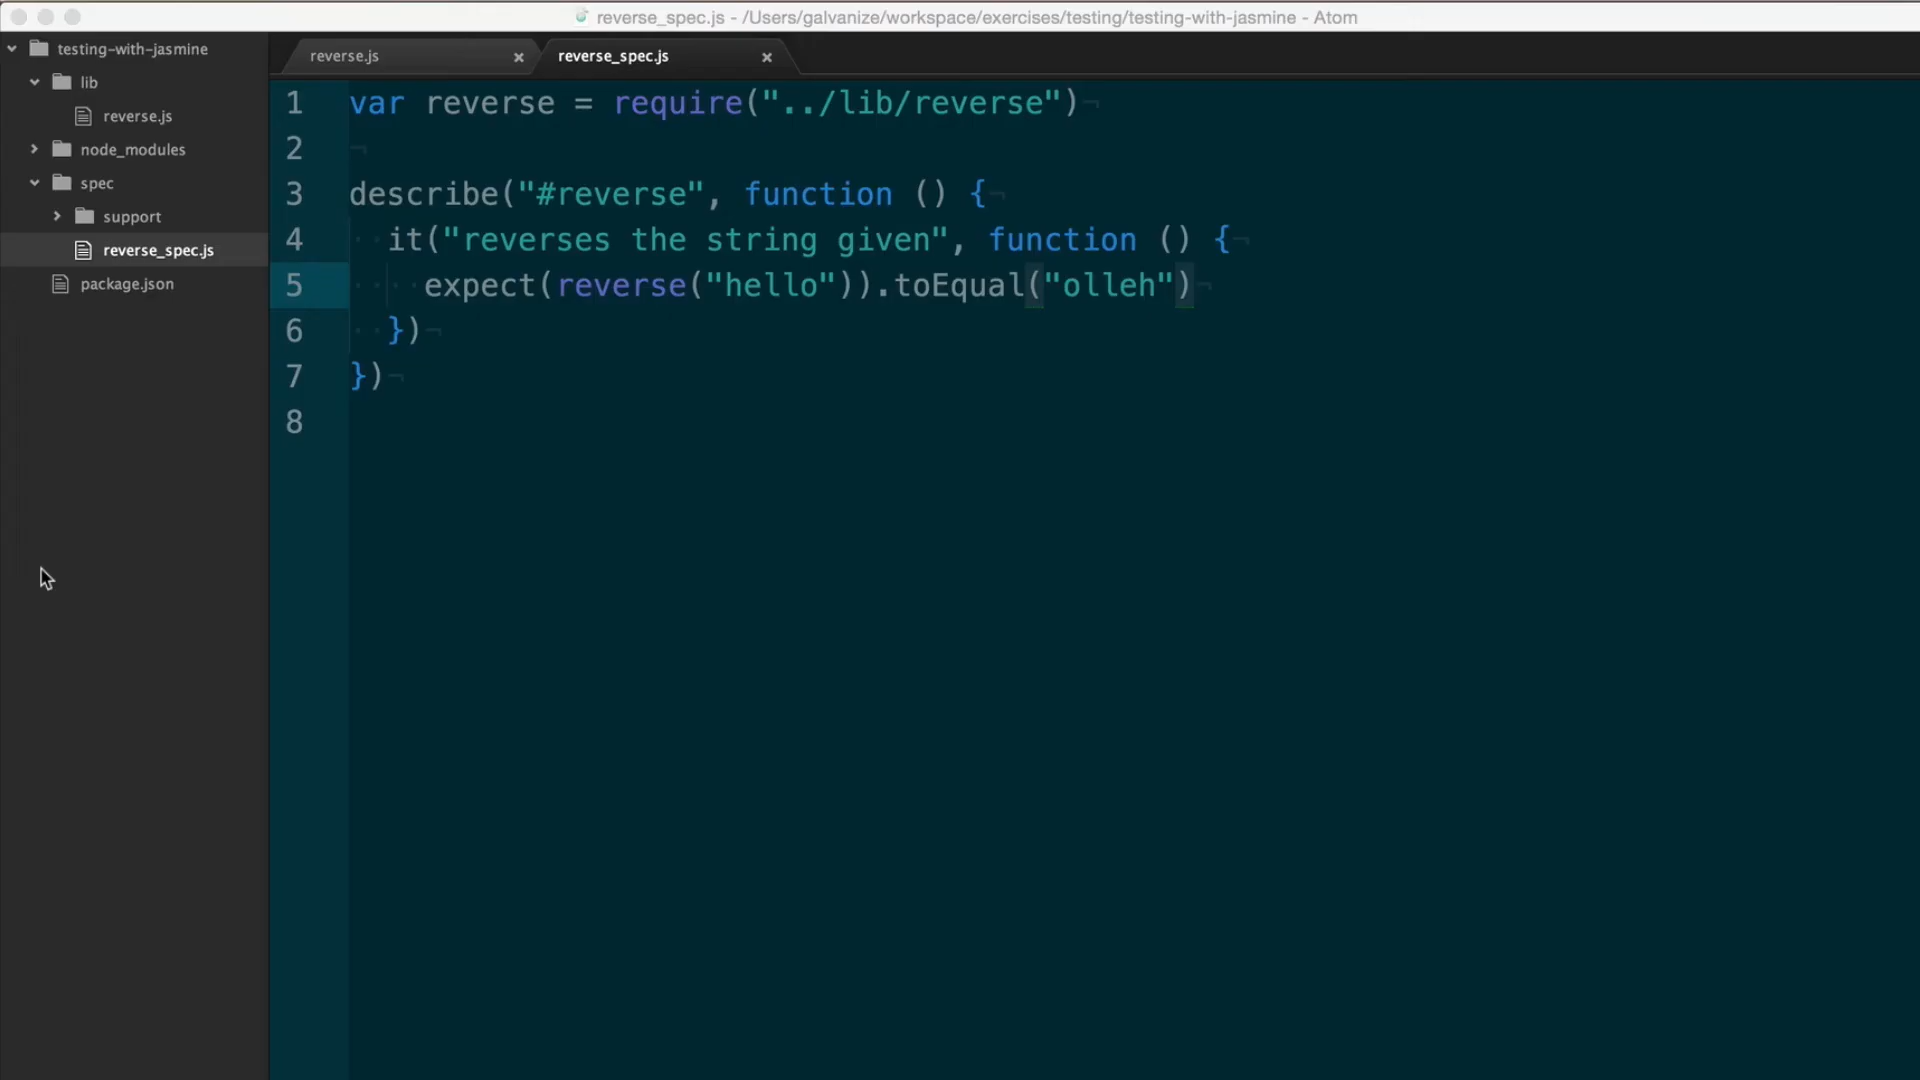 reverse_spec.js - /Users/galvanize/workspace/exercises/testing/testing-with-jasmine - Atom
testing-with-jasmine
lib
reverse.js
node_modules
spec
support
reverse_spec.js
package.json
reverse.js
reverse_spec.js
1 var reverse = require("../lib/reverse")
2
3 describe("#reverse", function () {
4 it("reverses the string given", function () {
5 expect(reverse("hello")).toEqual("olleh")
6 })
7 })
8